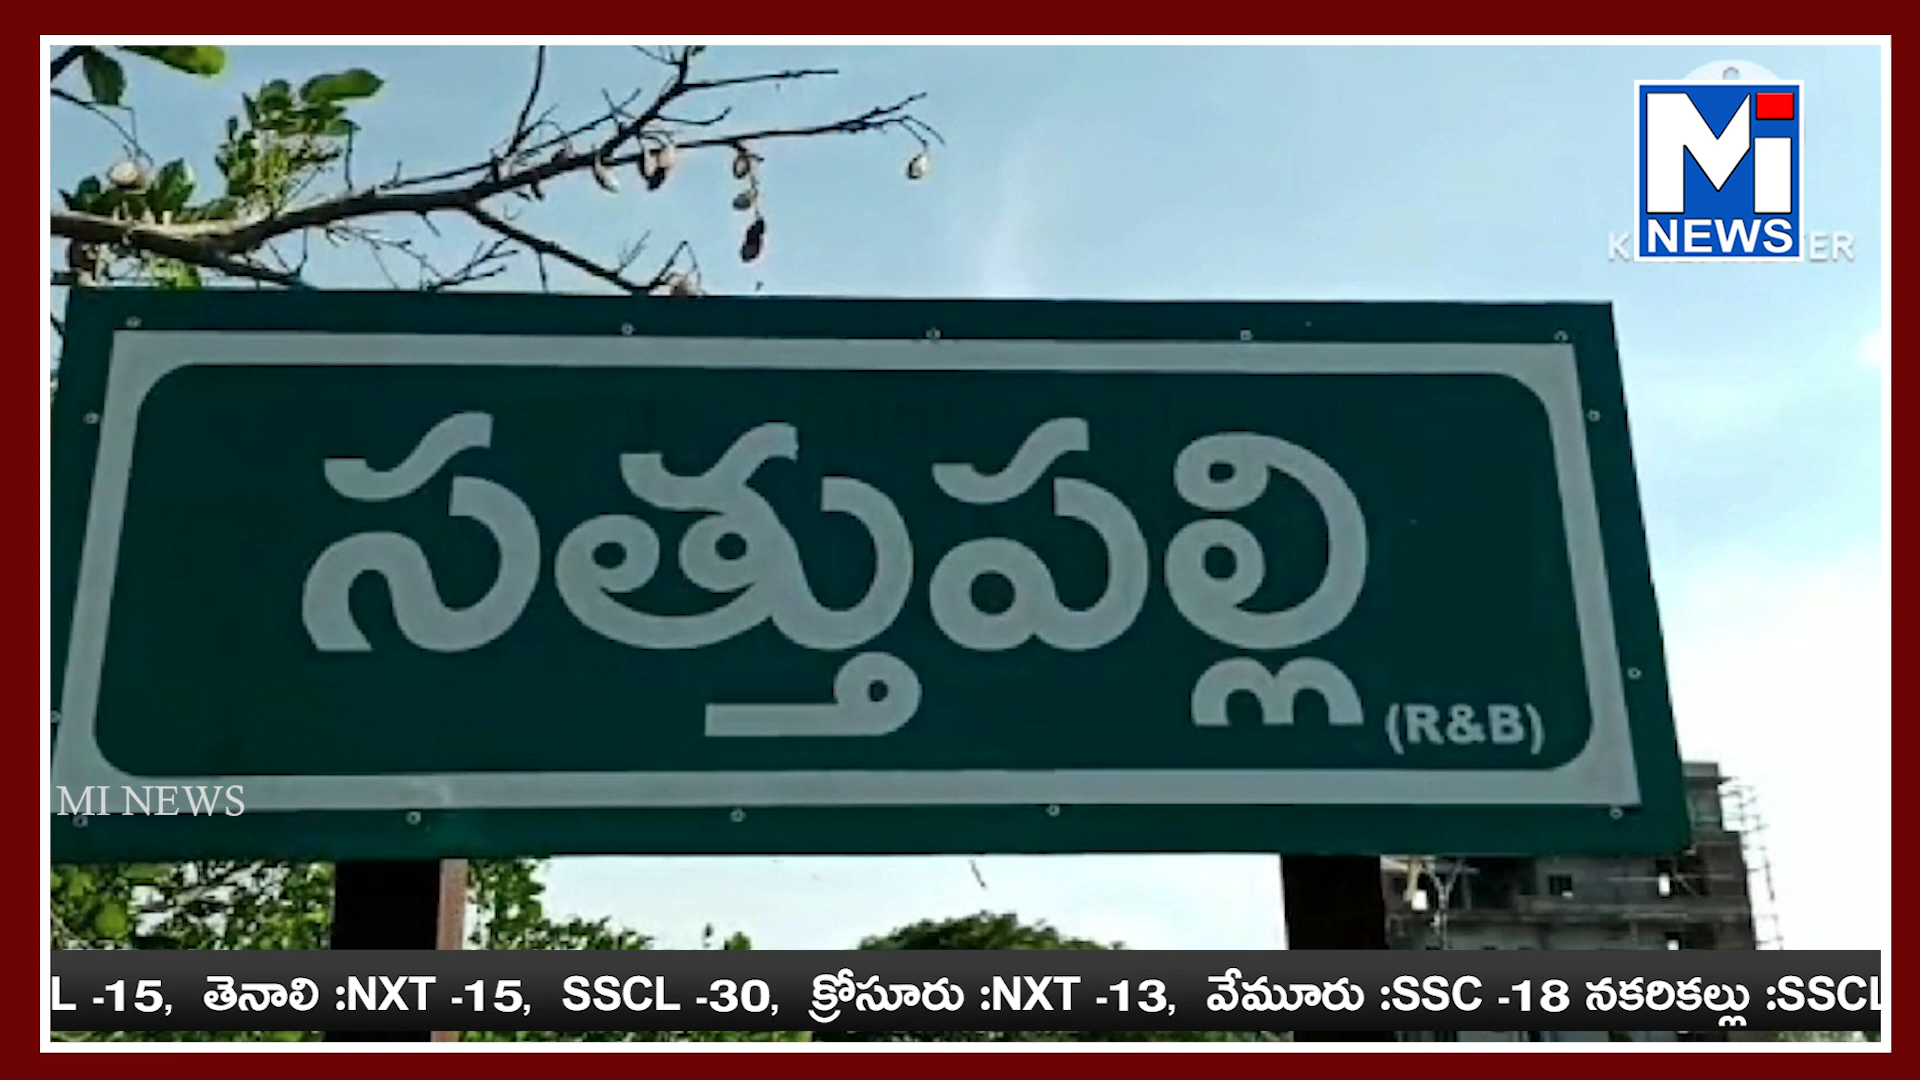 Mi
NEWS
సత్తుపల్లి
(R&B)
MI NEWS
L -15, తెనాలి :NXT -15, SSCL -30, క్రోసూరు :NXT -13, వేమూరు :SSC -18 నకరికల్లు :SSCL